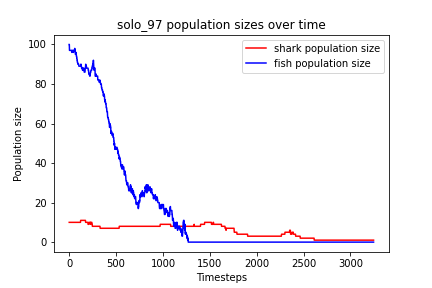 solo_97 population sizes over time
shark population size
fish population size
Population size
100
80
60
40
20
0
0 500 1000 1500 2000 2500 3000
Timesteps